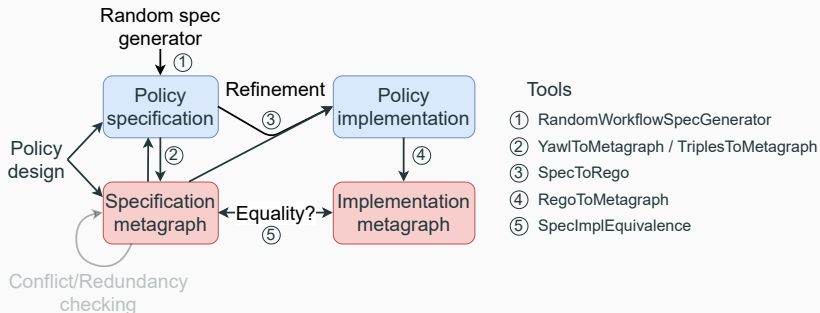 Random spec
generator
①
Policy
specification
Refinement
③
Policy
implementation
Policy
design
②
④
Specification
metagraph
Equality?
⑤
Implementation
metagraph
Conflict/Redundancy
checking
Tools
① RandomWorkflowSpecGenerator
② YawlToMetagraph / TriplesToMetagraph
③ SpecToRego
④ RegoToMetagraph
⑤ SpecImplEquivalence